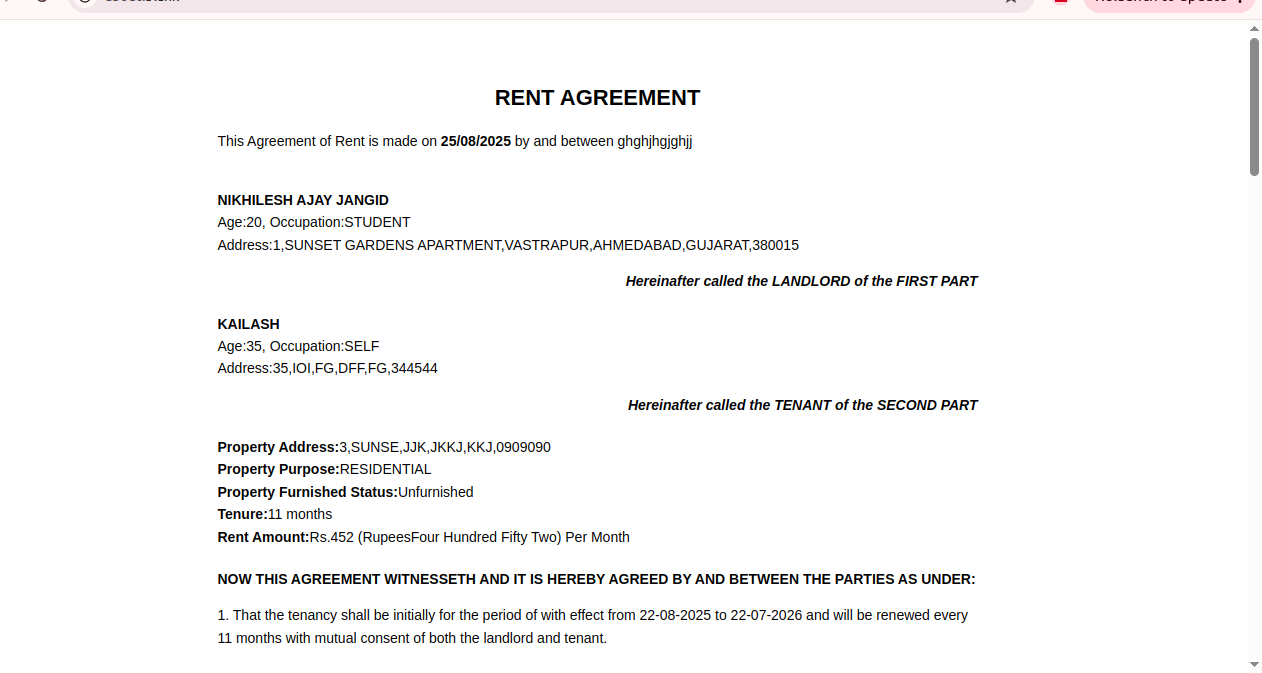 RENT AGREEMENT
This Agreement of Rent is made on 25/08/2025 by and between ghghjhgjghjj
NIKHILESH AJAY JANGID
Age:20, Occupation:STUDENT
Address:1,SUNSET GARDENS APARTMENT,VASTRAPUR,AHMEDABAD,GUJARAT,380015
Hereinafter called the LANDLORD of the FIRST PART
KAILASH
Age:35, Occupation:SELF
Address:35,IOI,FG,DFF,FG,344544
Hereinafter called the TENANT of the SECOND PART
Property Address:3,SUNSE,JJK,JKKJ,KKJ,0909090
Property Purpose:RESIDENTIAL
Property Furnished Status:Unfurnished
Tenure:11 months
Rent Amount:Rs.452 (RupeesFour Hundred Fifty Two) Per Month
NOW THIS AGREEMENT WITNESSETH AND IT IS HEREBY AGREED BY AND BETWEEN THE PARTIES AS UNDER:
1. That the tenancy shall be initially for the period of with effect from 22-08-2025 to 22-07-2026 and will be renewed every
11 months with mutual consent of both the landlord and tenant.